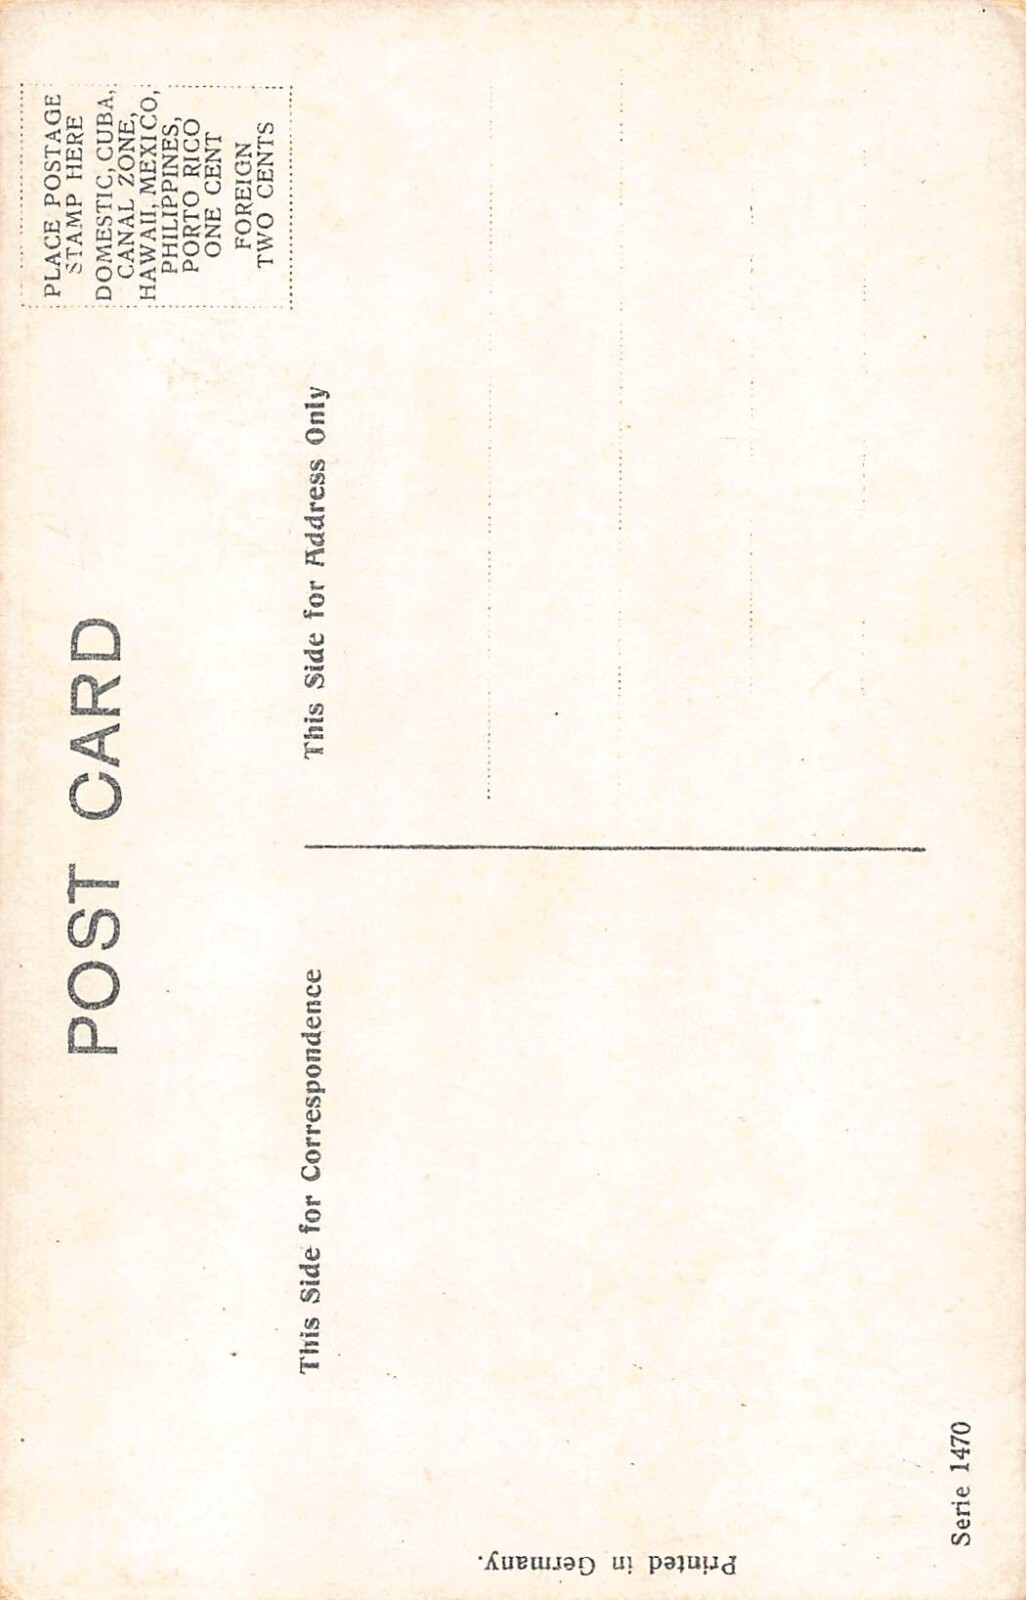 POST CARD
PLACE POSTAGE
STAMP HERE
DOMESTIC, CUBA,
CANAL ZONE,
HAWAII, MEXICO,
PHILIPPINES,
PORTO RICO
ONE CENT
FOREIGN
TWO CENTS
This Side for Correspondence
This Side for Address Only
Printed in Germany.
Serie 1470